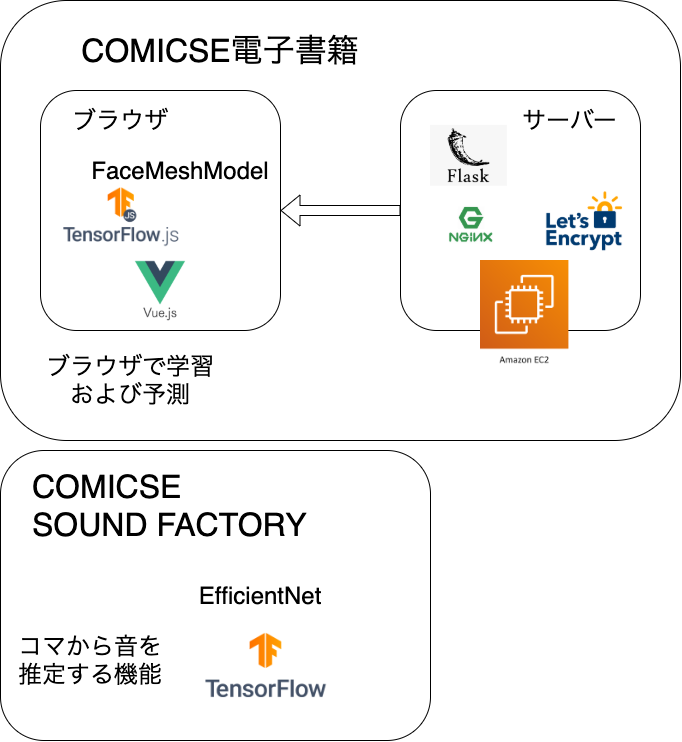 COMICSE電子書籍
ブラウザ
サーバー
FaceMeshModel
Flask
JS
TensorFlow.js
NGINX
Let's
Encrypt
Vue.js
Amazon EC2
ブラウザで学習
および予測
COMICSE
SOUND FACTORY
EfficientNet
コマから音を
推定する機能
TensorFlow